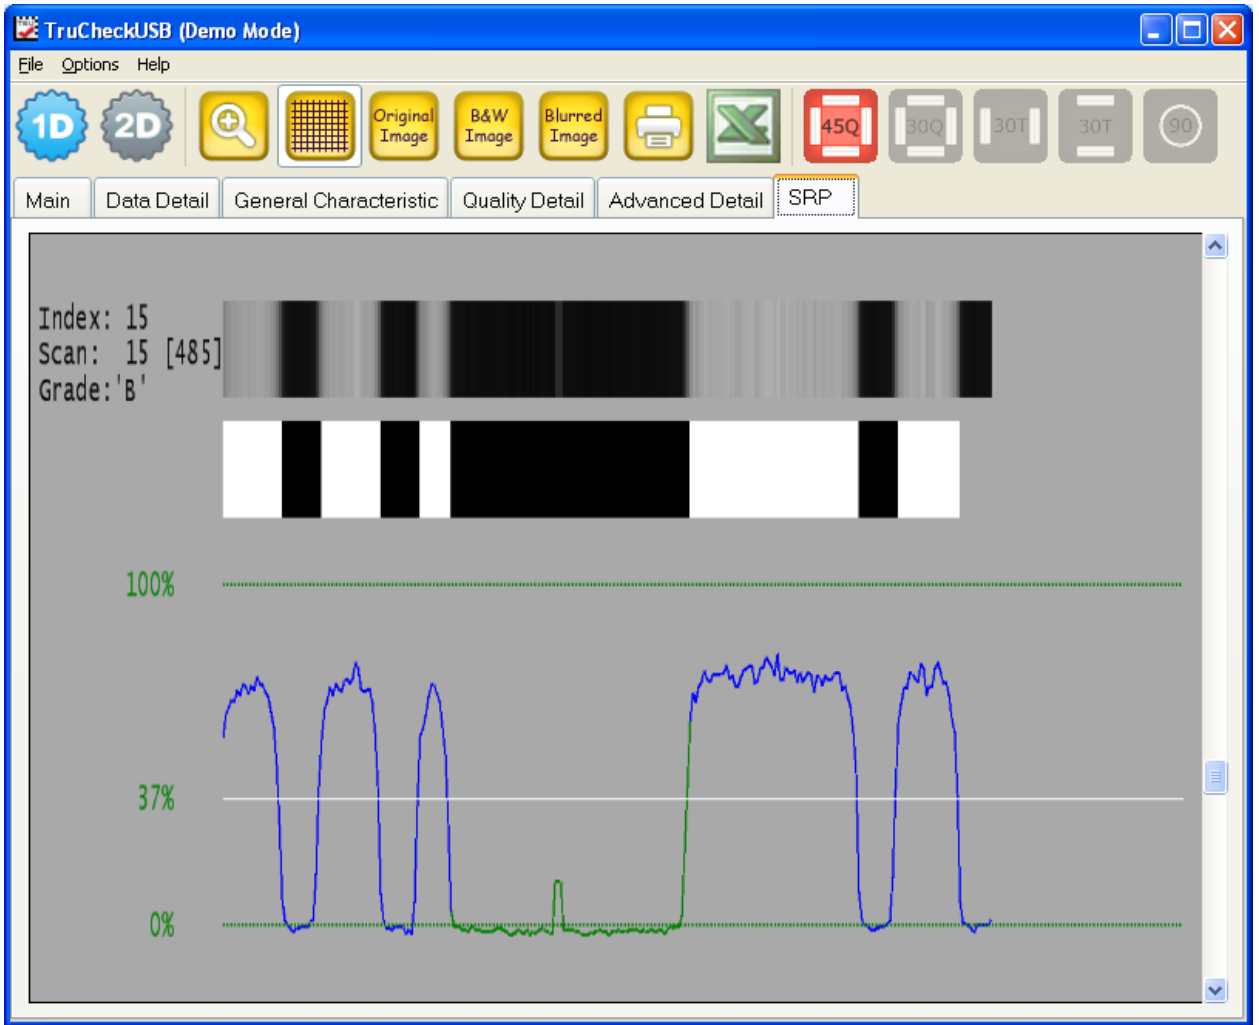 TruCheckUSB (Demo Mode)
File Options Help
1D 2D Original Image B&W Image Blurred Image 45Q 30Q 30T 30T 90
Main Data Detail General Characteristic Quality Detail Advanced Detail SRP
Index: 15
Scan: 15 [485]
Grade:'B'
100%
37%
0%